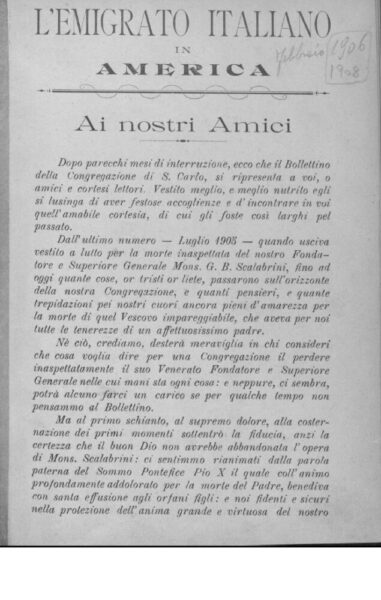 L'EMIGRATO ITALIANO
IN
AMERICA
febbraio 1906
1908
Ai nostri Amici
Dopo parecchi mesi di interruzione, ecco che il Bollettino
della Congregazione di S. Carlo, si ripresenta a voi, o
amici e cortesi lettori. Vestito meglio, e meglio nutrito egli
si lusinga di aver festose accoglienze e d'incontrare in voi
quell'amabile cortesia, di cui gli foste così larghi pel
passato.
Dall'ultimo numero — Luglio 1905 — quando usciva
vestito a lutto per la morte inaspettata del nostro Fonda-
tore e Superiore Generale Mons. G. B. Scalabrini, fino ad
oggi quante cose, or tristi or liete, passarono sull'orizzonte
della nostra Congregazione, e quanti pensieri, e quante
trepidazioni pei nostri cuori ancora pieni d'amarezza per
la morte di quel Vescovo impareggiabile, che aveva per noi
tutte le tenerezze di un affettuosissimo padre.
Nè ciò, crediamo, desterà meraviglia in chi consideri
che cosa voglia dire per una Congregazione il perdere
inaspettatamente il suo Venerato Fondatore e Superiore
Generale nelle cui mani sta ogni cosa: e neppure, ci sembra,
potrà alcuno farci un carico se per qualche tempo non
pensammo al Bollettino.
Ma al primo schianto, al supremo dolore, alla coster-
nazione dei primi momenti sottentrò la fiducia, anzi la
certezza che il buon Dio non avrebbe abbandonata l'opera
di Mons. Scalabrini: ci sentimmo rianimati dalla parola
paterna del Sommo Pontefice Pio X il quale coll'animo
profondamente addolorato per la morte del Padre, benediva
con santa effusione agli orfani figli: e noi fidenti e sicuri
nella protezione dell'anima grande e virtuosa del nostro